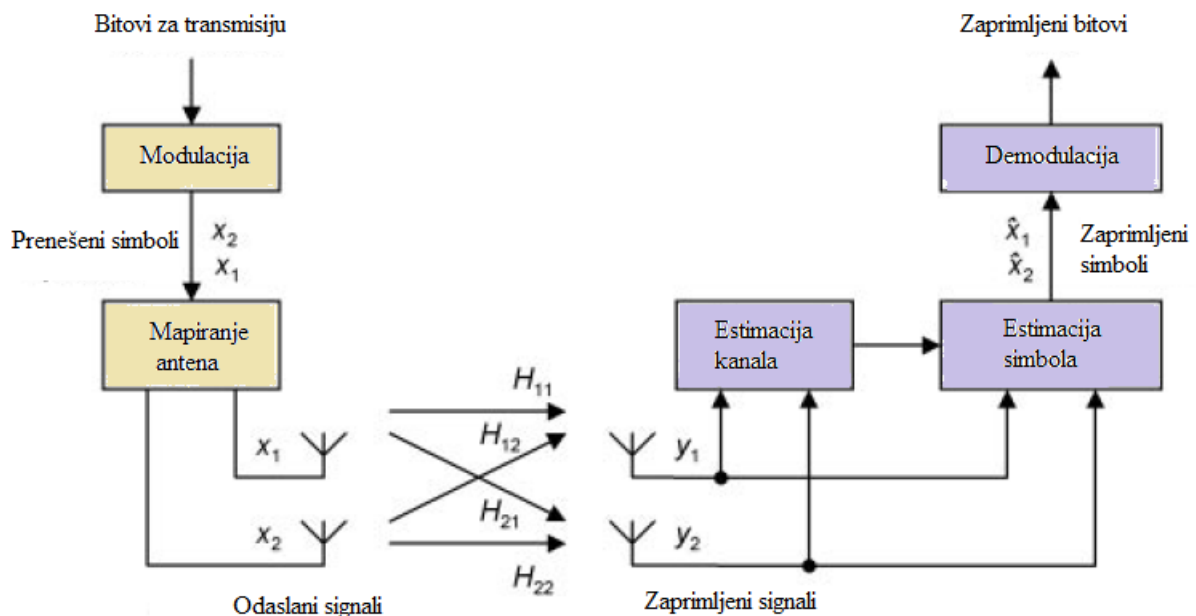 Bitovi za transmisiju
Zaprimljeni bitovi
Modulacija
Demodulacija
Prenešeni simboli
x₂
x₁
x̂₁
x̂₂
Zaprimljeni
simboli
Mapiranje
antena
Estimacija
kanala
Estimacija
simbola
H₁₁
H₁₂
H₂₁
H₂₂
x₁
x₂
y₁
y₂
Odaslani signali
Zaprimljeni signali